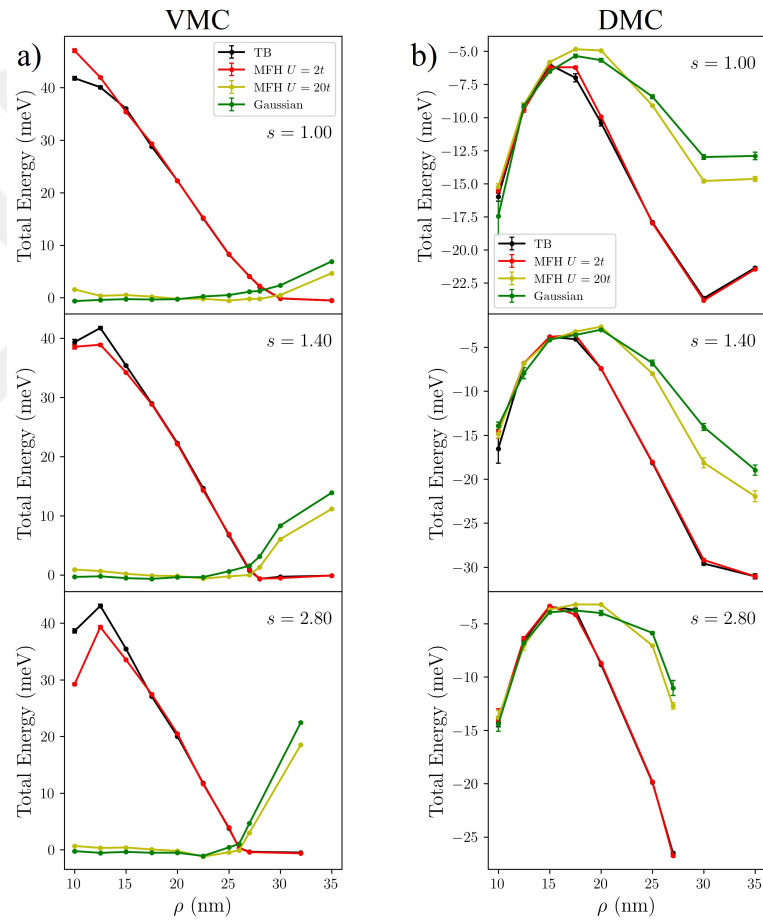 VMC
DMC
a)
b)
TB
MFH U = 2t
MFH U = 20t
Gaussian
s = 1.00
Total Energy (meV)
40
30
20
10
0
s = 1.40
Total Energy (meV)
40
30
20
10
0
s = 2.80
Total Energy (meV)
40
30
20
10
0
10 15 20 25 30 35
ρ (nm)
s = 1.00
Total Energy (meV)
−5.0
−7.5
−10.0
−12.5
−15.0
−17.5
−20.0
−22.5
TB
MFH U = 2t
MFH U = 20t
Gaussian
s = 1.40
Total Energy (meV)
−5
−10
−15
−20
−25
−30
s = 2.80
Total Energy (meV)
−5
−10
−15
−20
−25
10 15 20 25 30 35
ρ (nm)